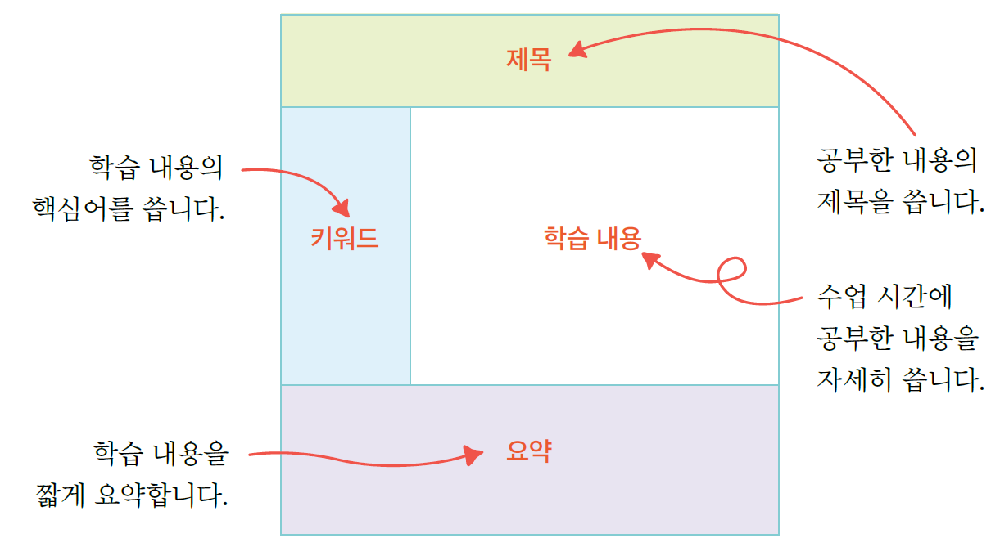 제목
공부한 내용의
제목을 씁니다.
학습 내용의
핵심어를 씁니다.
키워드
학습 내용
수업 시간에
공부한 내용을
자세히 씁니다.
학습 내용을
짧게 요약합니다.
요약